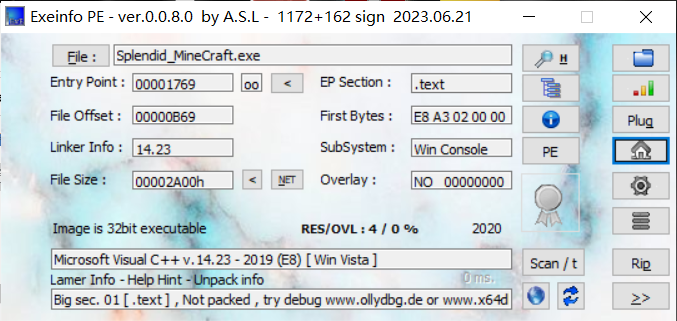 Exeinfo PE - ver.0.0.8.0  by A.S.L -  1172+162 sign  2023.06.21
File : Splendid_MineCraft.exe H
Entry Point : 00001769 oo < EP Section : .text
File Offset : 00000B69 First Bytes : E8 A3 02 00 00 Plug
Linker Info : 14.23 SubSystem : Win Console PE
File Size : 00002A00h < NET Overlay : NO 00000000
Image is 32bit executable RES/OVL : 4 / 0 % 2020
Microsoft Visual C++ v.14.23 - 2019 (E8) [ Win Vista ] Scan / t Rip
Lamer Info - Help Hint - Unpack info 0 ms.
Big sec. 01 [ .text ] , Not packed , try debug www.ollydbg.de or www.x64d >>